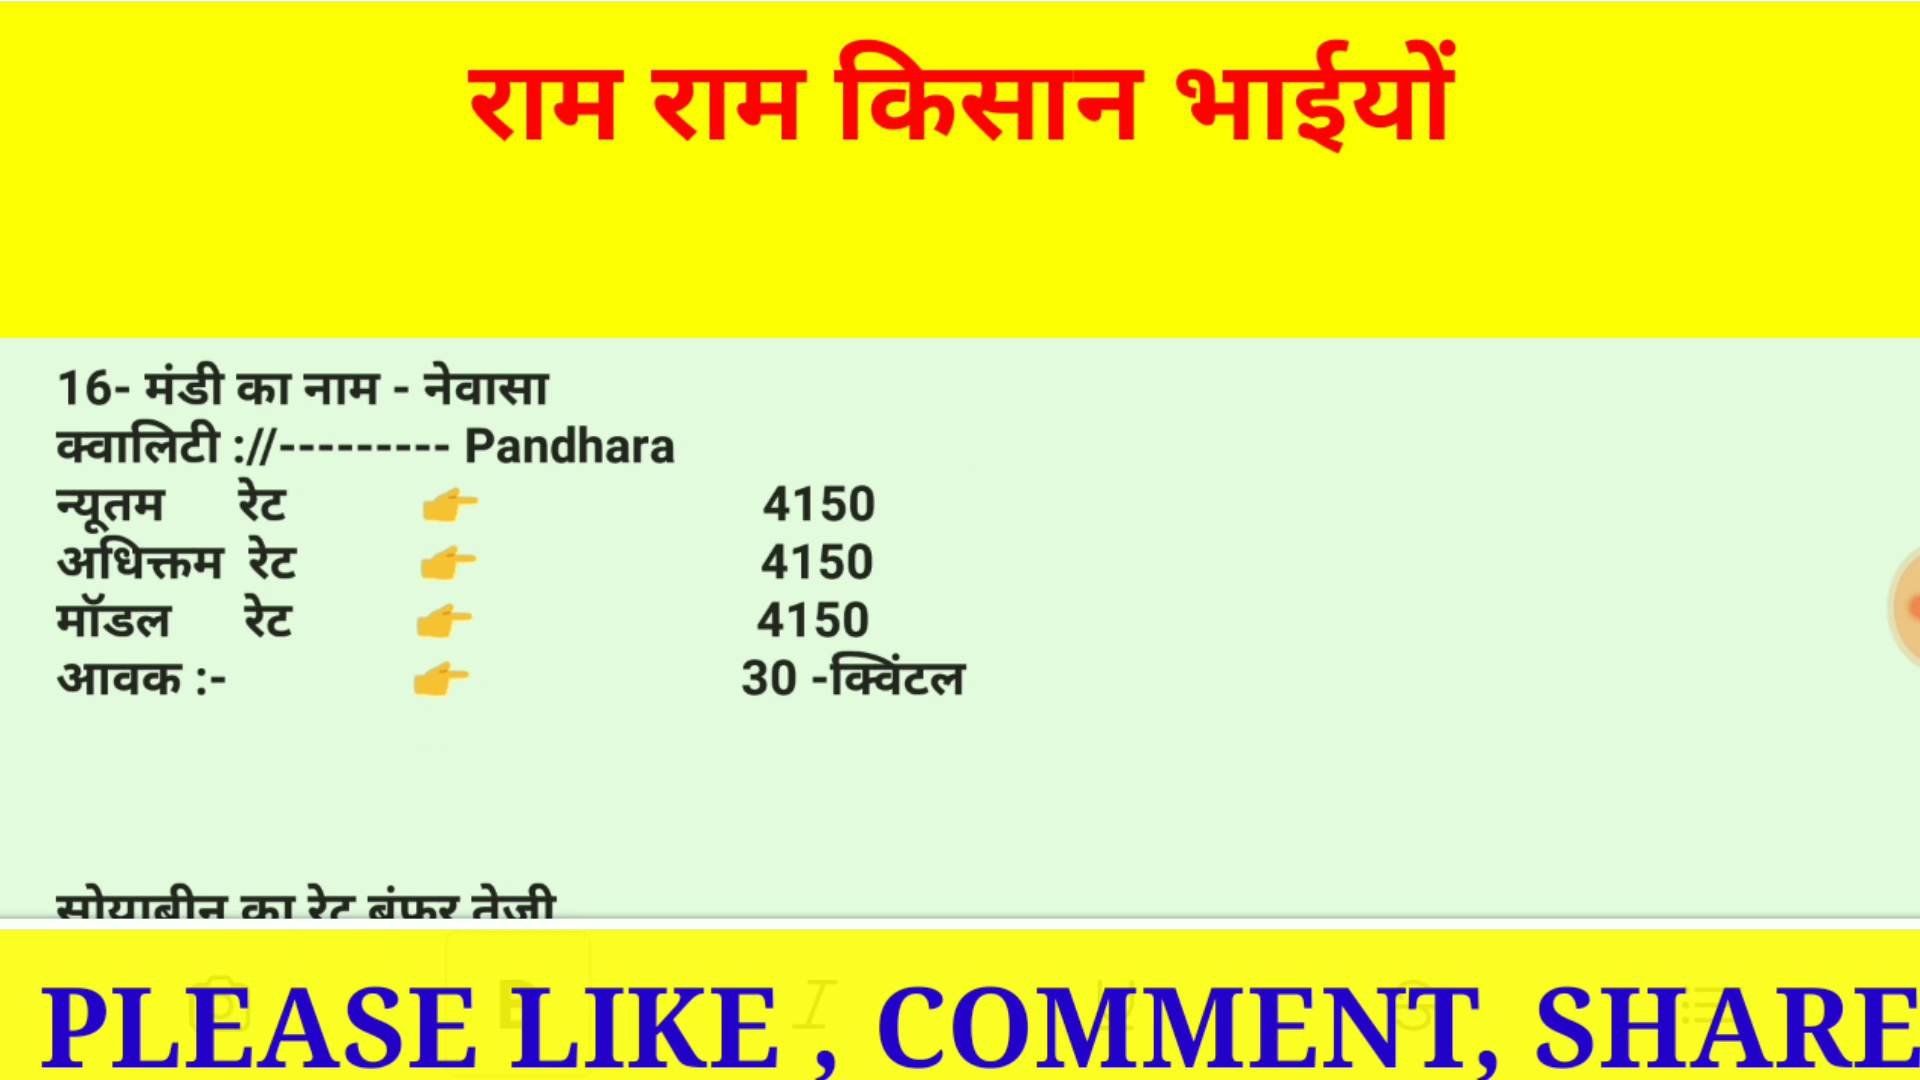 राम राम किसान भाईयों
16- मंडी का नाम - नेवासा
क्वालिटी ://--------- Pandhara
न्यूतम रेट 👉 4150
अधिक्तम रेट 👉 4150
मॉडल रेट 👉 4150
आवक :- 👉 30 -क्विंटल
सोयाबीन का रेट बंफर तेजी
PLEASE LIKE , COMMENT, SHARE